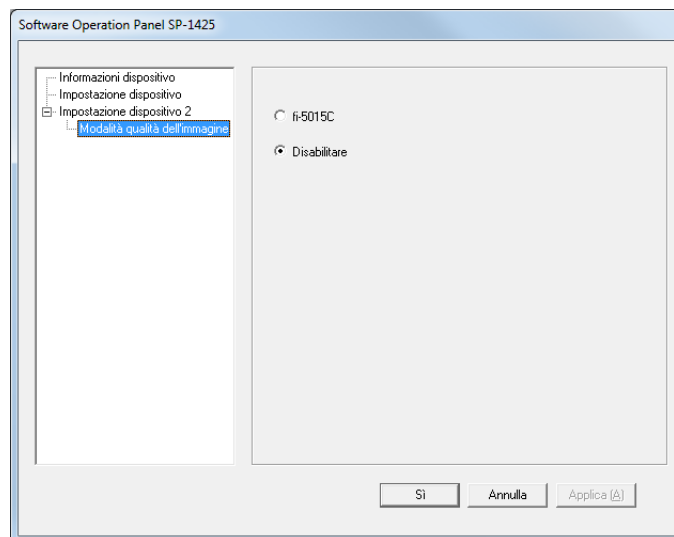 Software Operation Panel SP-1425
Informazioni dispositivo
Impostazione dispositivo
Impostazione dispositivo 2
Modalità qualità dell'immagine
fi-5015C
Disabilitare
Sì
Annulla
Applica (A)